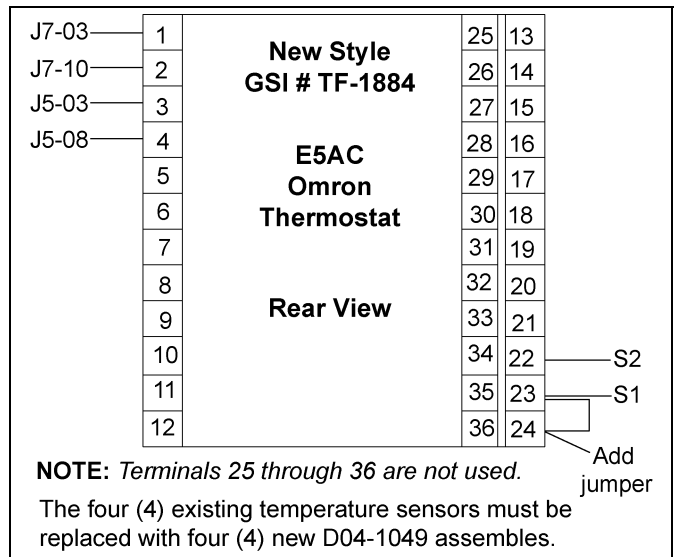 J7-03 1 New Style 25 13
J7-10 2 GSI # TF-1884 26 14
J5-03 3 27 15
J5-08 4 E5AC 28 16
5 Omron 29 17
6 Thermostat 30 18
7 31 19
8 32 20
9 Rear View 33 21
10 34 22 S2
11 35 23 S1
12 36 24
Add
jumper
NOTE: Terminals 25 through 36 are not used.
The four (4) existing temperature sensors must be
replaced with four (4) new D04-1049 assembles.